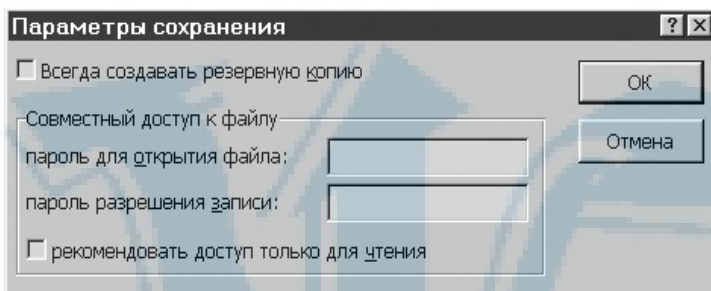 Параметры сохранения
Всегда создавать резервную копию
ОК
Совместный доступ к файлу
пароль для открытия файла:
Отмена
пароль разрешения записи:
рекомендовать доступ только для чтения